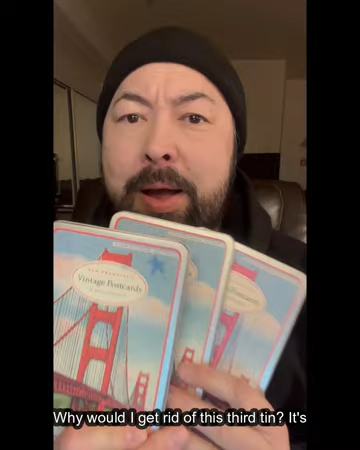 SAN FRANCISCO
Vintage Postcards
Why would I get rid of this third tin? It's